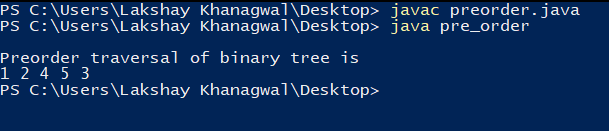 PS C:\Users\Lakshay Khanagwal\Desktop> javac preorder.java
PS C:\Users\Lakshay Khanagwal\Desktop> java pre_order
Preorder traversal of binary tree is
1 2 4 5 3
PS C:\Users\Lakshay Khanagwal\Desktop>